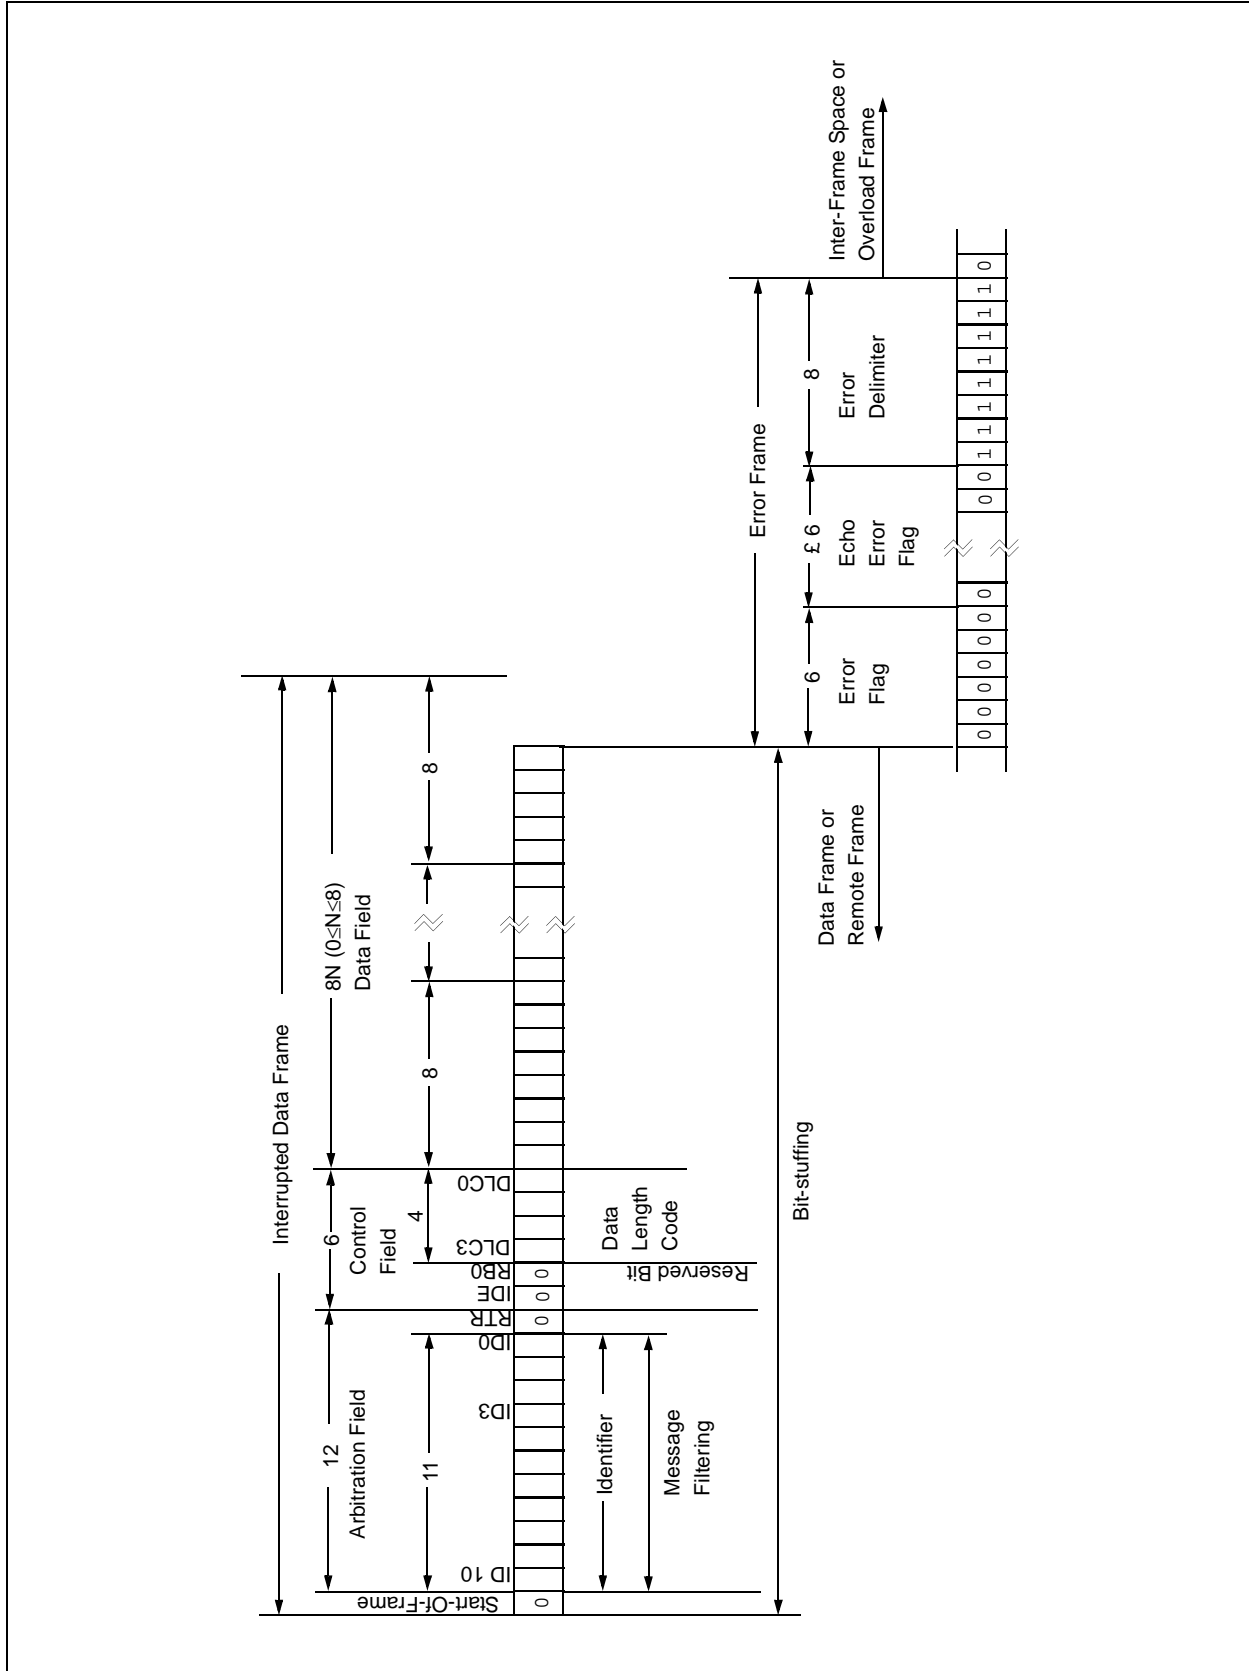 Interrupted Data Frame
12
Arbitration Field
6
Control
Field
8N (0≤N≤8)
Data Field
11
4
8
8
Start-Of-Frame
ID 10
ID3
ID0
RTR
IDE
RB0
DLC3
DLC0
0
0
0
0
Identifier
Message
Filtering
Reserved Bit
Data
Length
Code
Bit-stuffing
Data Frame or
Remote Frame
Error Frame
6
Error
Flag
£ 6
Echo
Error
Flag
8
Error
Delimiter
Inter-Frame Space or
Overload Frame
0 0 0 0 0 0 0 0 0 1 1 1 1 1 1 1 1 0